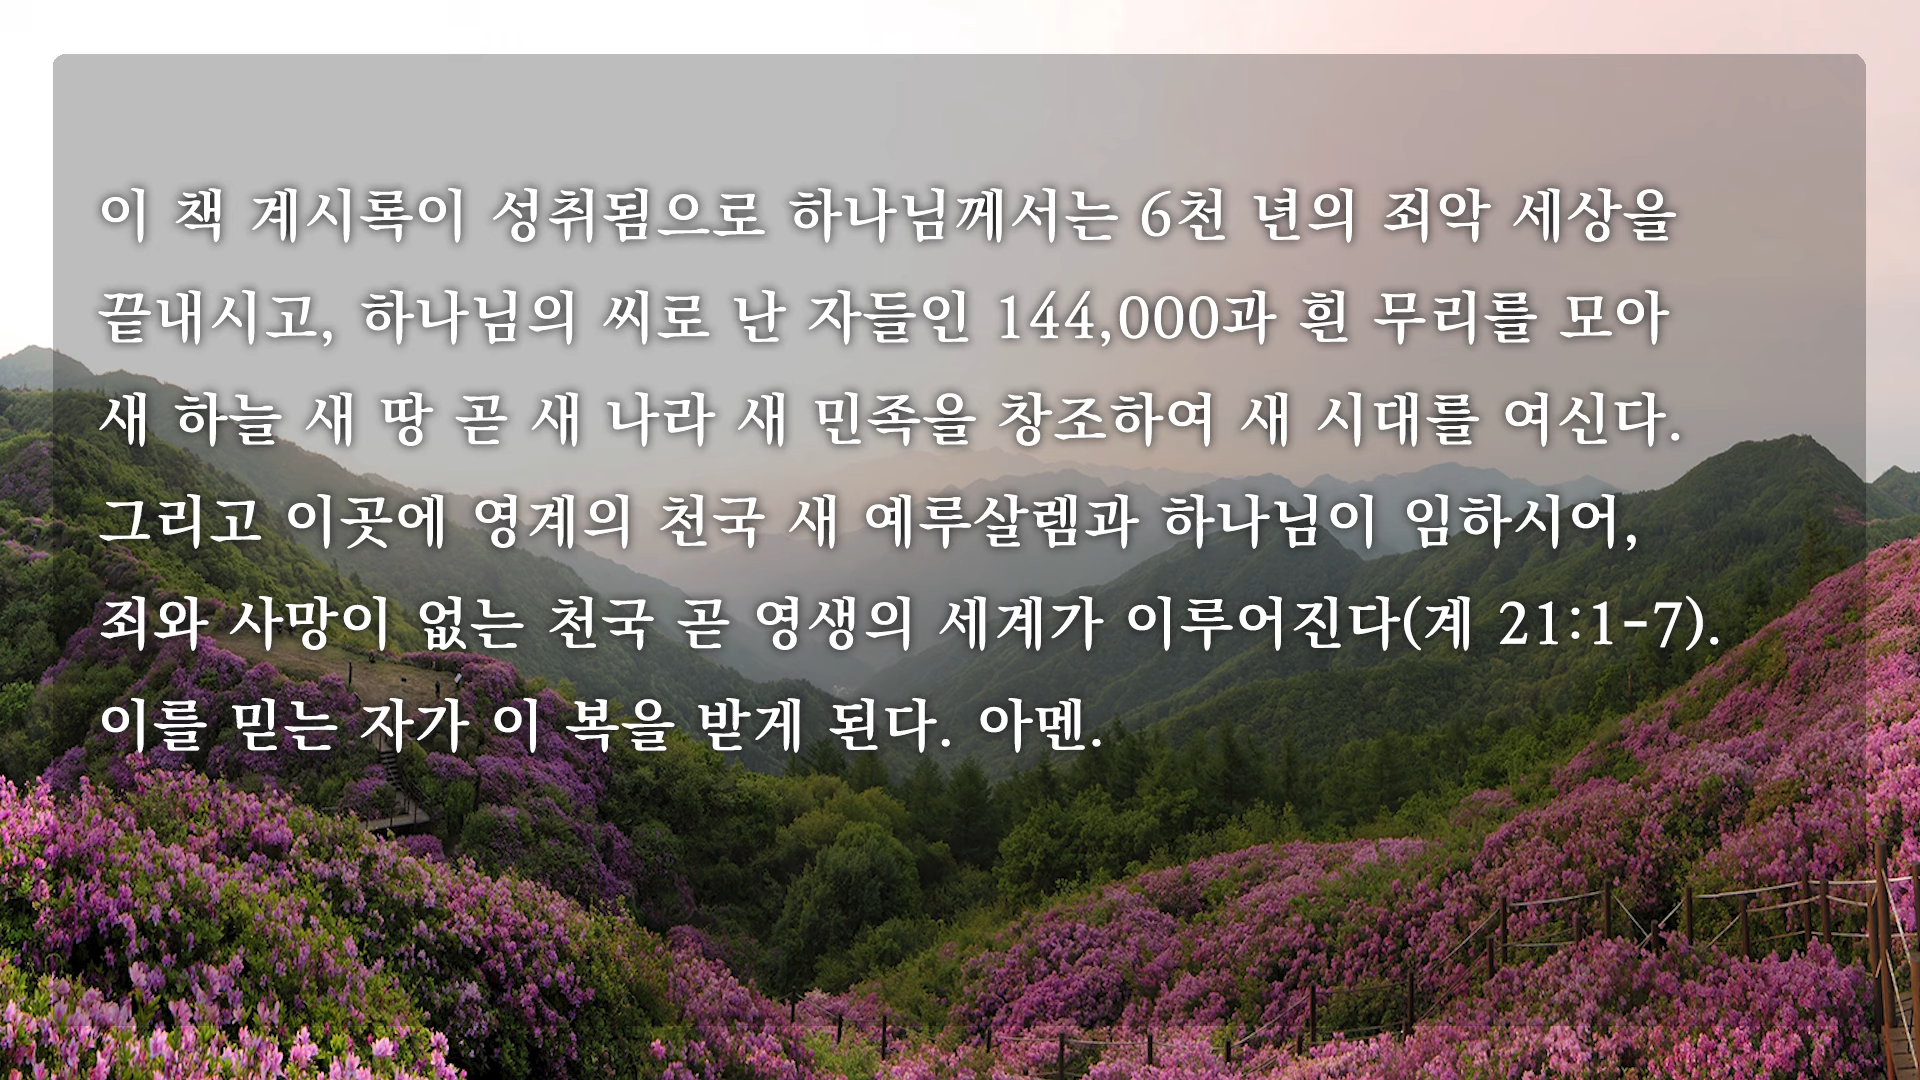 이 책 계시록이 성취됨으로 하나님께서는 6천 년의 죄악 세상을
끝내시고, 하나님의 씨로 난 자들인 144,000과 흰 무리를 모아
새 하늘 새 땅 곧 새 나라 새 민족을 창조하여 새 시대를 여신다.
그리고 이곳에 영계의 천국 새 예루살렘과 하나님이 임하시어,
죄와 사망이 없는 천국 곧 영생의 세계가 이루어진다(계 21:1-7).
이를 믿는 자가 이 복을 받게 된다. 아멘.